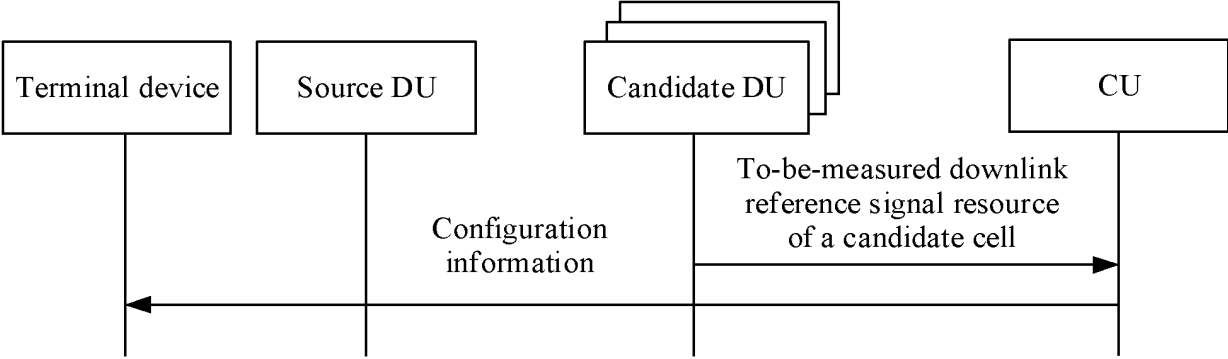 Terminal device
Source DU
Candidate DU
CU
To-be-measured downlink
reference signal resource
of a candidate cell
Configuration
information